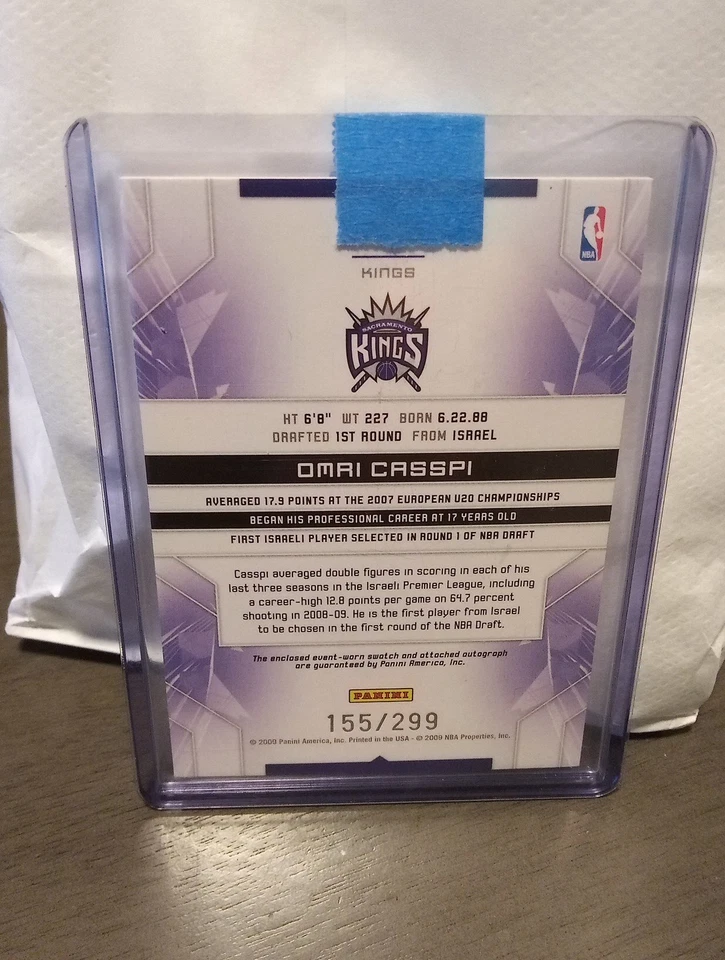 NBA
KINGS
SACRAMENTO
KINGS
HT 6'8" WT 227 BORN 6.22.88
DRAFTED 1ST ROUND FROM ISRAEL
OMRI CASSPI
AVERAGED 17.9 POINTS AT THE 2007 EUROPEAN U20 CHAMPIONSHIPS
BEGAN HIS PROFESSIONAL CAREER AT 17 YEARS OLD
FIRST ISRAELI PLAYER SELECTED IN ROUND 1 OF NBA DRAFT
Casspi averaged double figures in scoring in each of his
last three seasons in the Israeli Premier League, including
a career-high 12.8 points per game on 64.7 percent
shooting in 2008-09. He is the first player from Israel
to be chosen in the first round of the NBA Draft.
The enclosed event-worn swatch and attached autograph
are guaranteed by Panini America, Inc.
PANINI
155/299
© 2009 Panini America, Inc. Printed in the USA - © 2009 NBA Properties, Inc.